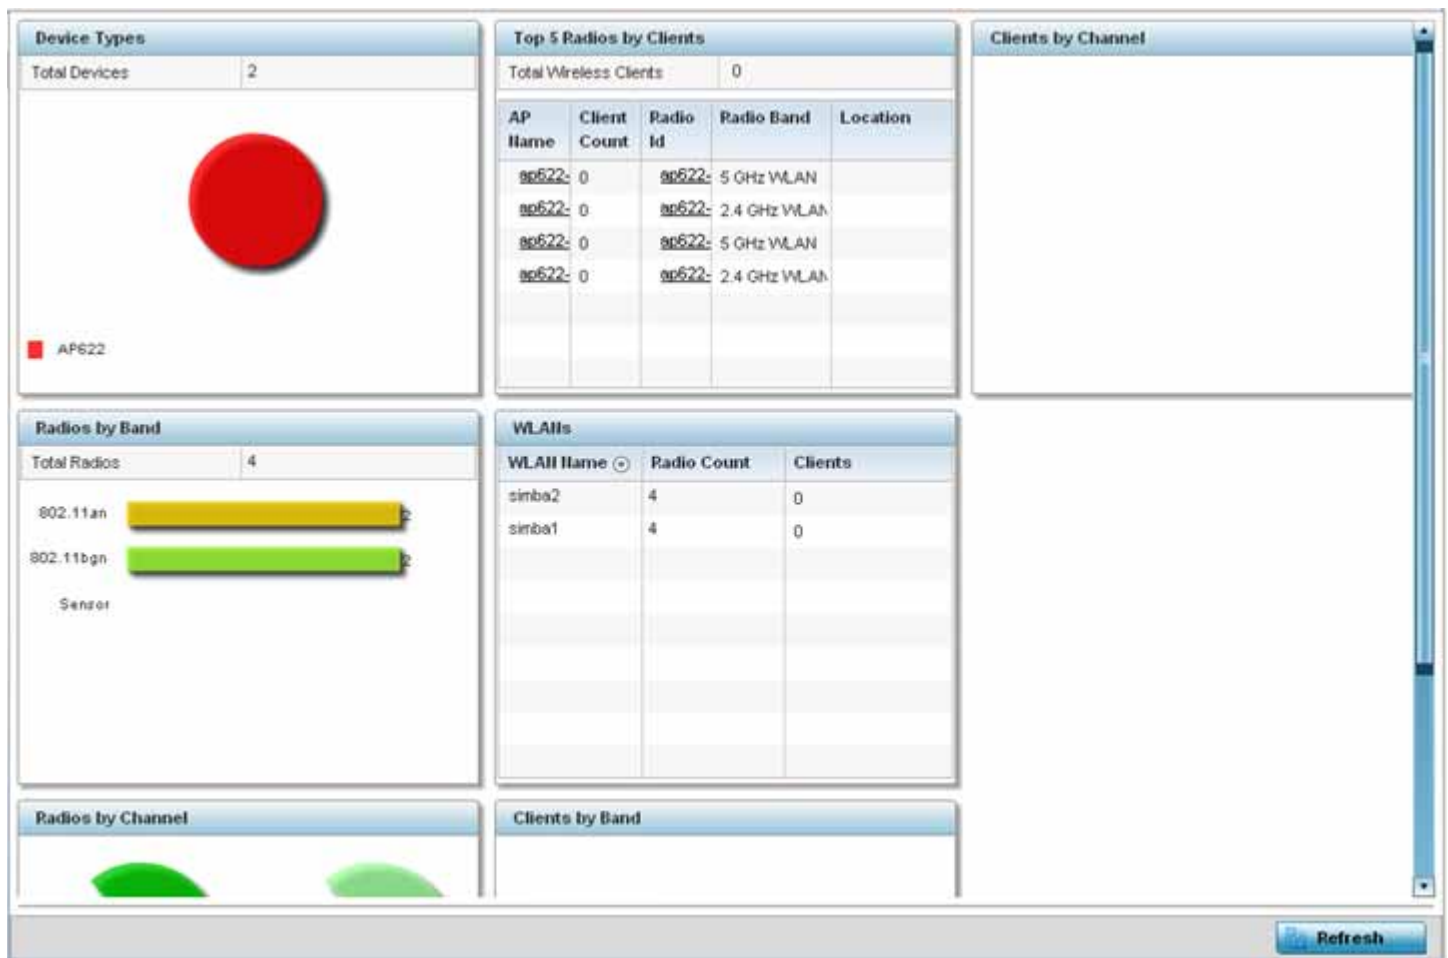 Device Types
Total Devices 2
AP622
Top 5 Radios by Clients
Total Wireless Clients 0
AP Name Client Count Radio Id Radio Band Location
ap622- 0 ap622- 5 GHz WLAN
ap622- 0 ap622- 2.4 GHz WLAN
ap622- 0 ap622- 5 GHz WLAN
ap622- 0 ap622- 2.4 GHz WLAN
Clients by Channel
Radios by Band
Total Radios 4
802.11an 2
802.11bgn 2
Sensor
WLANs
WLAN Name Radio Count Clients
simba2 4 0
simba1 4 0
Radios by Channel
Clients by Band
Refresh